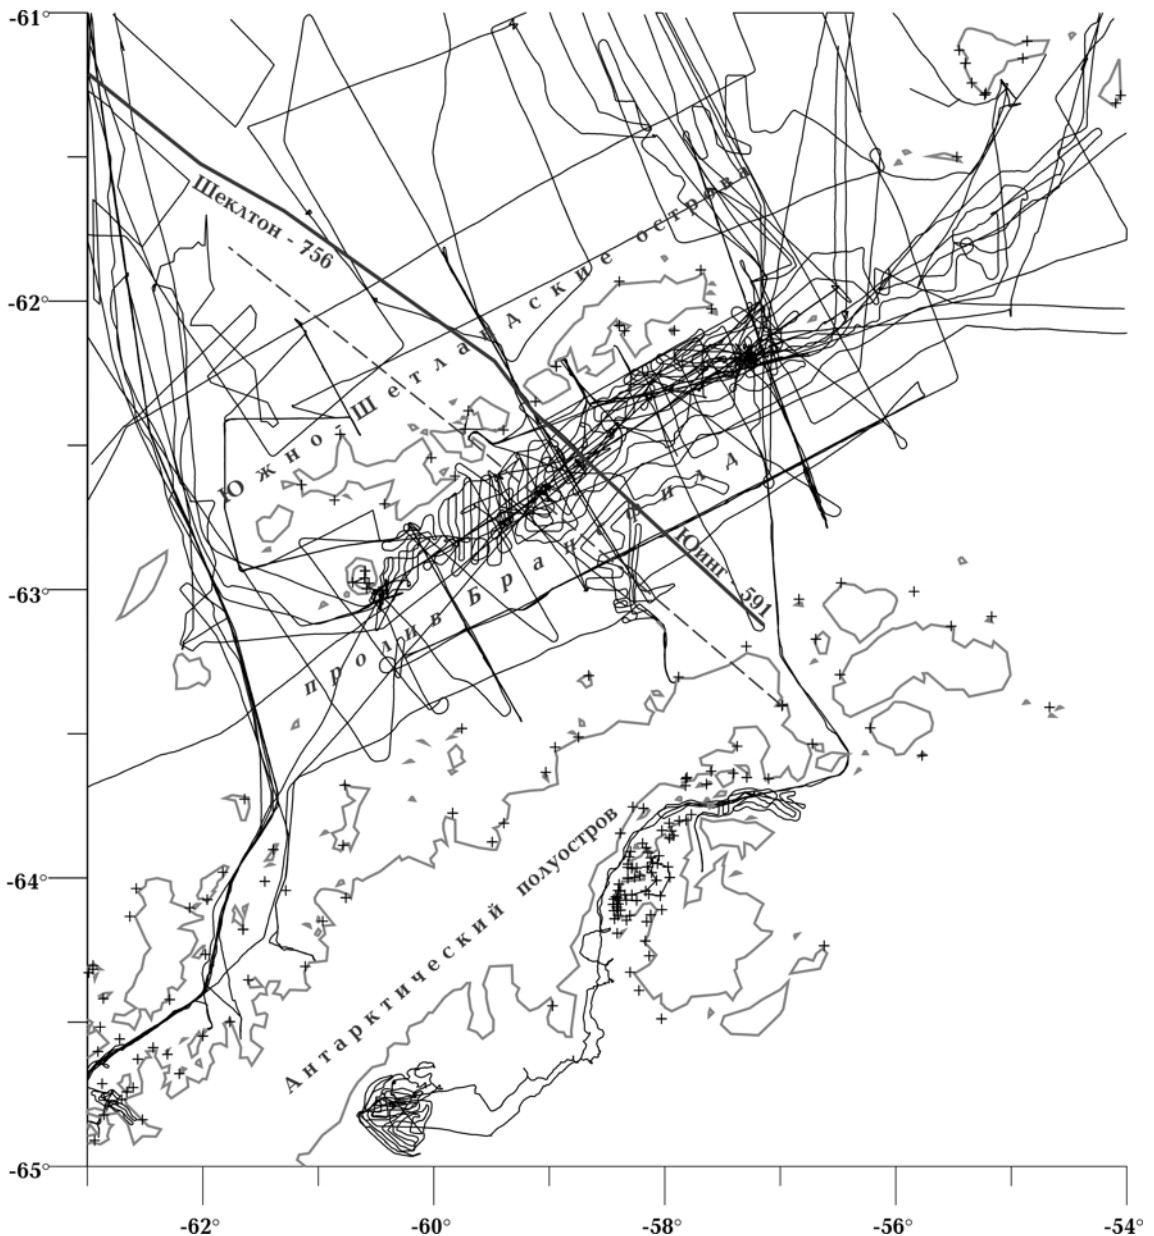 -61°
Шеклтон - 756
Южно-Шетландские острова
-62°
пролив Брансфилд
Юинг - 591
-63°
Антарктический полуостров
-64°
-65°
-62°
-60°
-58°
-56°
-54°